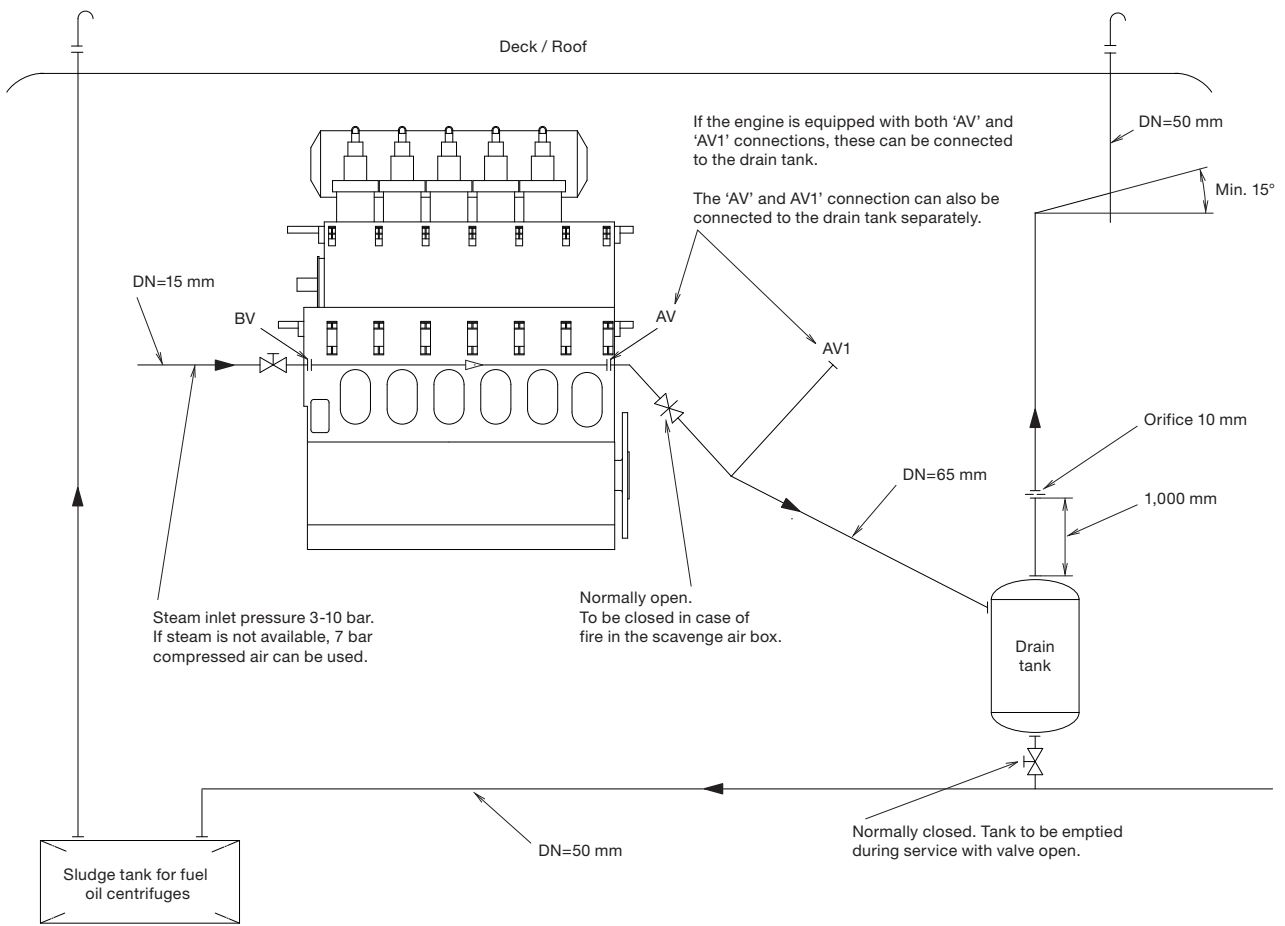 Deck / Roof
If the engine is equipped with both ‘AV’ and
‘AV1’ connections, these can be connected
to the drain tank.
DN=50 mm
Min. 15°
The ‘AV’ and AV1’ connection can also be
connected to the drain tank separately.
DN=15 mm
BV
AV
AV1
Orifice 10 mm
DN=65 mm
1,000 mm
Steam inlet pressure 3-10 bar.
If steam is not available, 7 bar
compressed air can be used.
Normally open.
To be closed in case of
fire in the scavenge air box.
Drain
tank
Normally closed. Tank to be emptied
during service with valve open.
DN=50 mm
Sludge tank for fuel
oil centrifuges